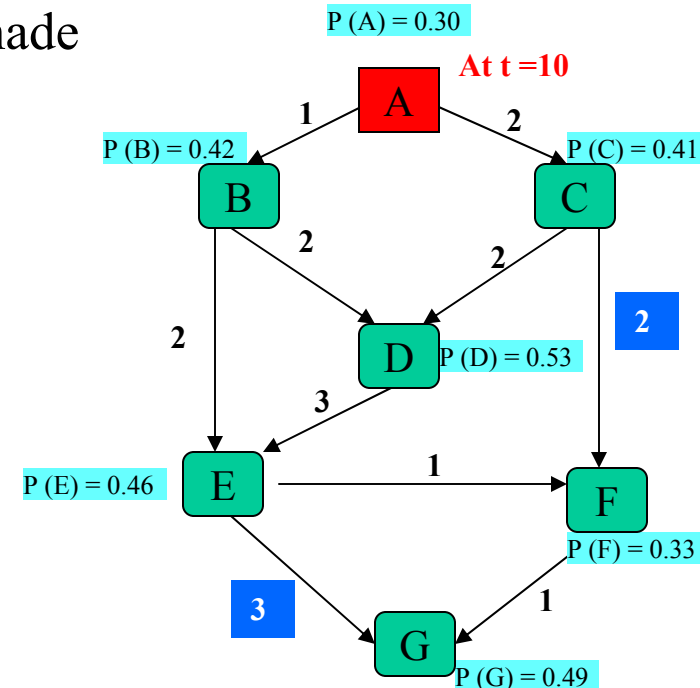 nade
P (A) = 0.30
At t =10
A
1
2
P (B) = 0.42
P (C) = 0.41
B
C
2
2
2
2
D
P (D) = 0.53
3
P (E) = 0.46
E
1
F
P (F) = 0.33
3
1
G
P (G) = 0.49